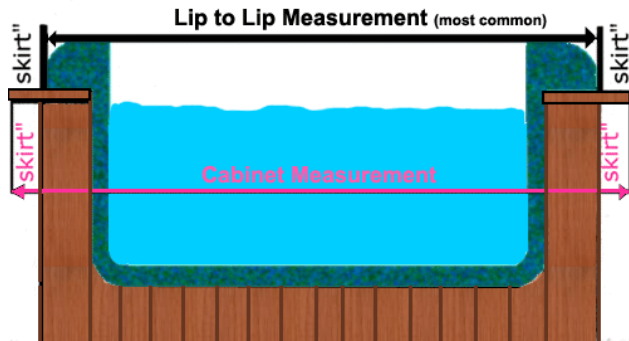 Lip to Lip Measurement (most common)
skirt"
skirt"
skirt"
skirt"
Cabinet Measurement